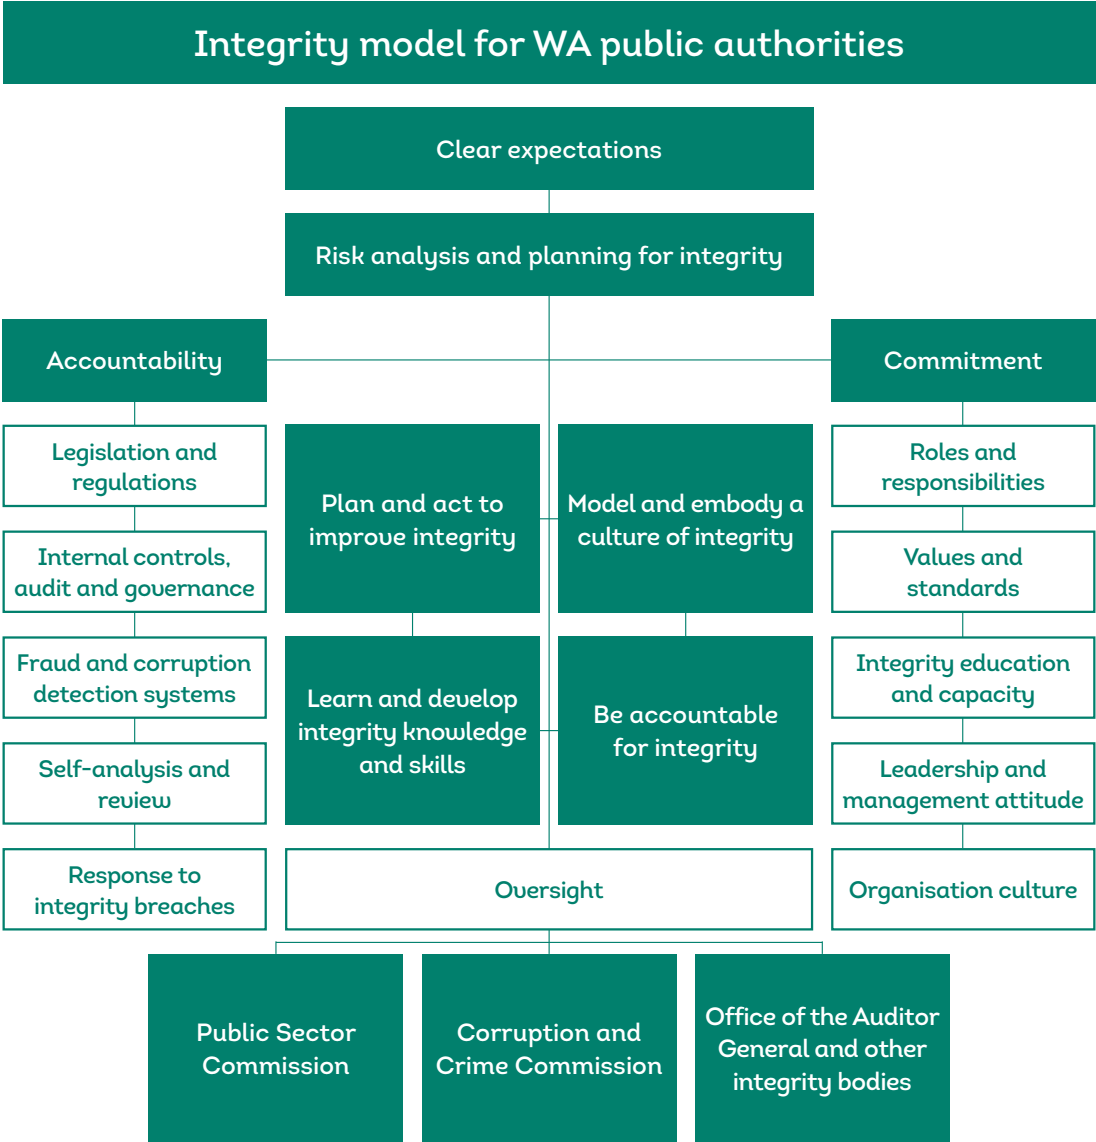 Integrity model for WA public authorities
Clear expectations
Risk analysis and planning for integrity
Accountability
Legislation and
regulations
Internal controls,
audit and governance
Fraud and corruption
detection systems
Self-analysis and
review
Response to
integrity breaches
Plan and act to
improve integrity
Model and embody a
culture of integrity
Learn and develop
integrity knowledge
and skills
Be accountable
for integrity
Commitment
Roles and
responsibilities
Values and
standards
Integrity education
and capacity
Leadership and
management attitude
Organisation culture
Oversight
Public Sector
Commission
Corruption and
Crime Commission
Office of the Auditor
General and other
integrity bodies